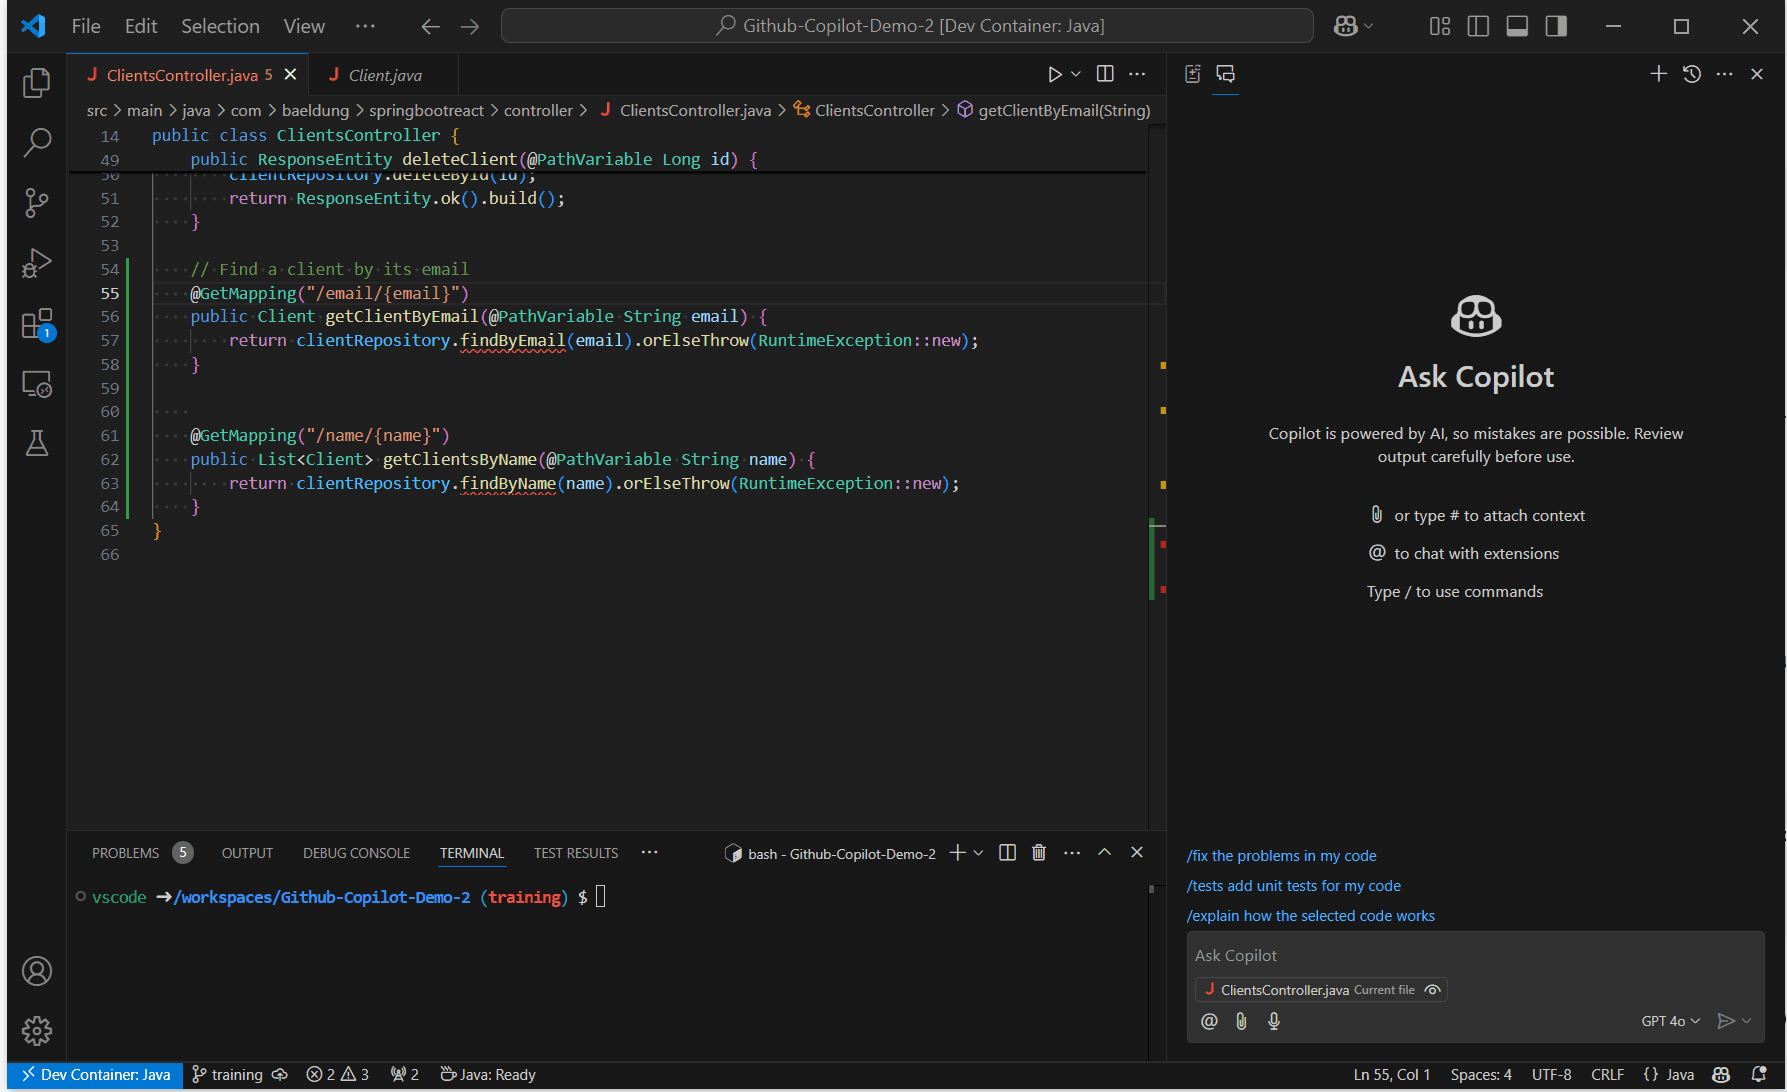 File Edit Selection View ··· Github-Copilot-Demo-2 [Dev Container: Java]
ClientsController.java 5 Client.java
src > main > java > com > baeldung > springbootreact > controller > ClientsController.java > ClientsController > getClientByEmail(String)
14 public class ClientsController {
49 public ResponseEntity deleteClient(@PathVariable Long id) {
50 clientRepository.deleteById(id);
51 return ResponseEntity.ok().build();
52 }
53
54 // Find a client by its email
55 @GetMapping("/email/{email}")
56 public Client getClientByEmail(@PathVariable String email) {
57 return clientRepository.findByEmail(email).orElseThrow(RuntimeException::new);
58 }
59
60
61 @GetMapping("/name/{name}")
62 public List<Client> getClientsByName(@PathVariable String name) {
63 return clientRepository.findByName(name).orElseThrow(RuntimeException::new);
64 }
65 }
66
1
PROBLEMS 5 OUTPUT DEBUG CONSOLE TERMINAL TEST RESULTS ··· bash - Github-Copilot-Demo-2
vscode ➜/workspaces/Github-Copilot-Demo-2 (training) $
Ask Copilot
Copilot is powered by AI, so mistakes are possible. Review
output carefully before use.
or type # to attach context
@ to chat with extensions
Type / to use commands
/fix the problems in my code
/tests add unit tests for my code
/explain how the selected code works
Ask Copilot
ClientsController.java Current file
@ GPT 4o
Dev Container: Java training 2 3 2 Java: Ready Ln 55, Col 1 Spaces: 4 UTF-8 CRLF {} Java